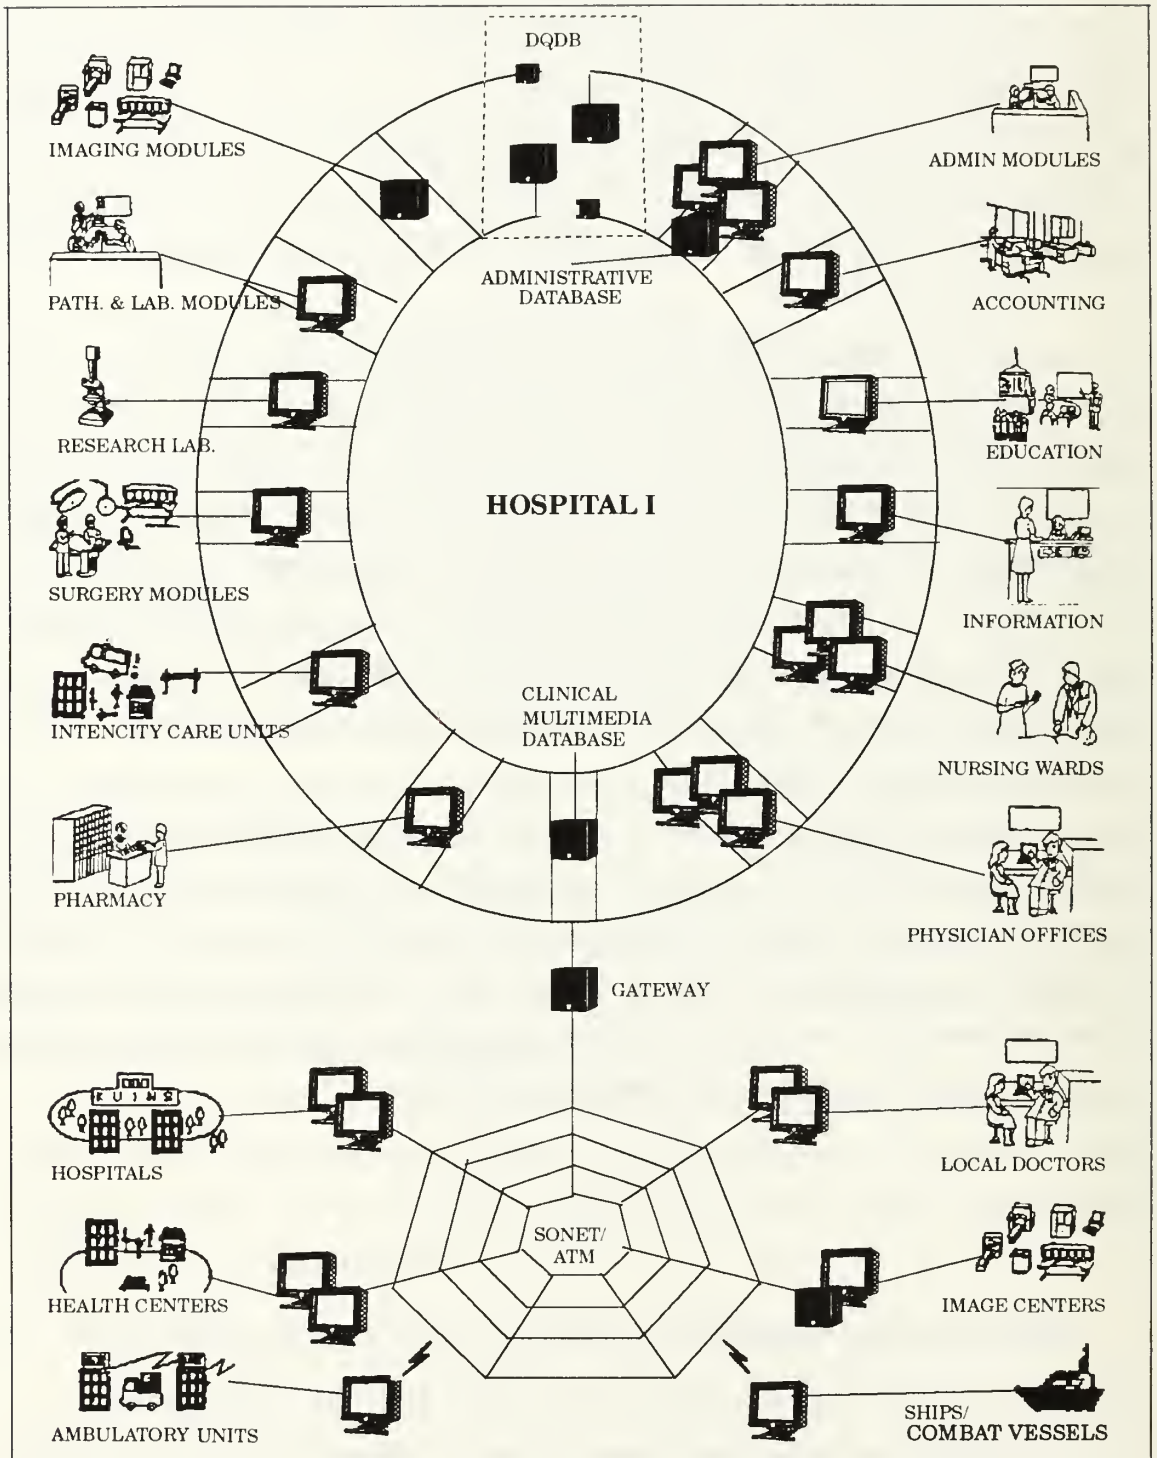 DQDB
IMAGING MODULES
ADMIN MODULES
ADMINISTRATIVE
DATABASE
PATH. & LAB. MODULES
ACCOUNTING
RESEARCH LAB.
EDUCATION
HOSPITAL I
SURGERY MODULES
INFORMATION
CLINICAL
MULTIMEDIA
DATABASE
INTENCITY CARE UNITS
NURSING WARDS
PHARMACY
PHYSICIAN OFFICES
GATEWAY
KUINS
HOSPITALS
LOCAL DOCTORS
SONET/
ATM
HEALTH CENTERS
IMAGE CENTERS
AMBULATORY UNITS
SHIPS/
COMBAT VESSELS